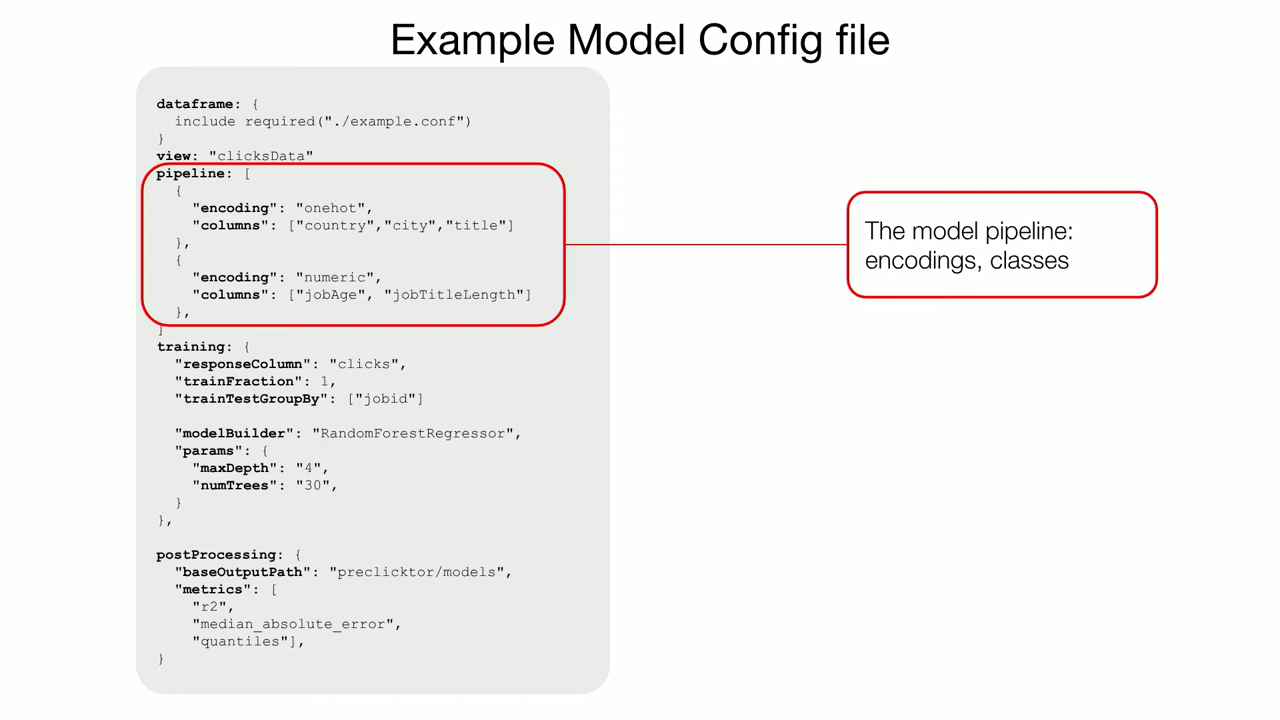 Example Model Config file
dataframe: {
include required("./example.conf")
}
view: "clicksData"
pipeline: [
{
"encoding": "onehot",
"columns": ["country","city","title"]
},
{
"encoding": "numeric",
"columns": ["jobAge", "jobTitleLength"]
},
]
training: {
"responseColumn": "clicks",
"trainFraction": 1,
"trainTestGroupBy": ["jobid"]
"modelBuilder": "RandomForestRegressor",
"params": {
"maxDepth": "4",
"numTrees": "30",
}
},
postProcessing: {
"baseOutputPath": "preclicktor/models",
"metrics": [
"r2",
"median_absolute_error",
"quantiles"],
}
The model pipeline:
encodings, classes